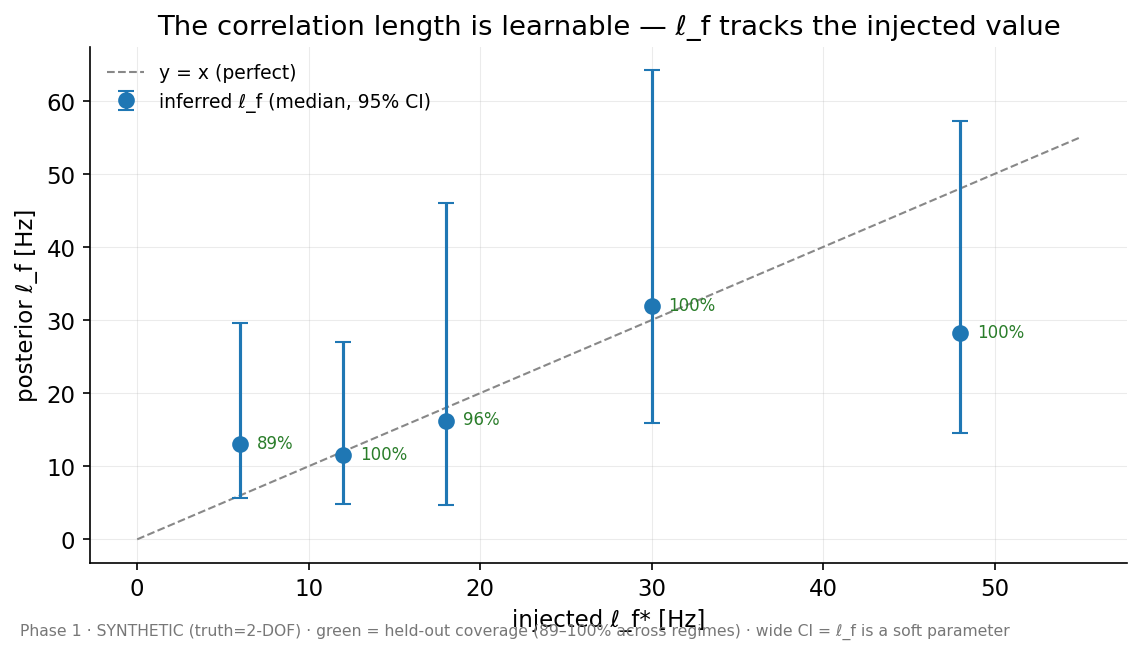 The correlation length is learnable — ℓ_f tracks the injected value
y = x (perfect)
inferred ℓ_f (median, 95% CI)
posterior ℓ_f [Hz]
60
50
40
30
20
10
0
89%
100%
96%
100%
100%
0 10 20 30 40 50
injected ℓ_f* [Hz]
Phase 1 · SYNTHETIC (truth=2-DOF) · green = held-out coverage (89–100% across regimes) · wide CI = ℓ_f is a soft parameter